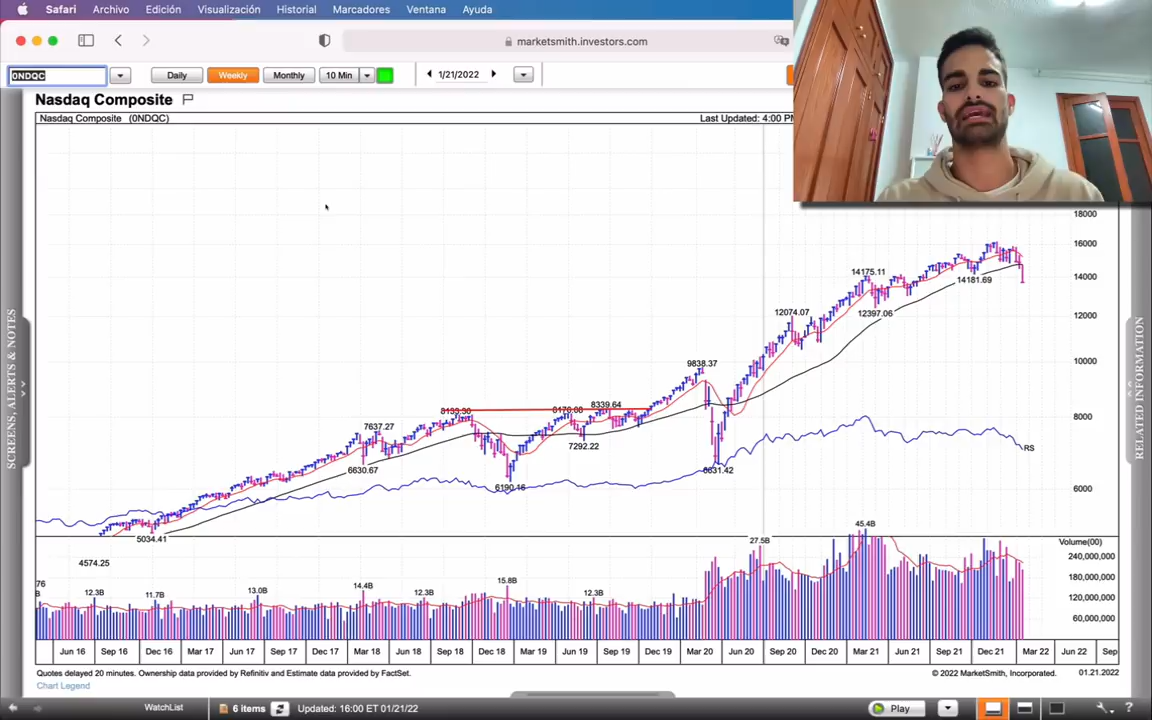 Safari Archivo Edición Visualización Historial Marcadores Ventana Ayuda
marketsmith.investors.com
0NDQC Daily Weekly Monthly 10 Min 1/21/2022
Nasdaq Composite
Nasdaq Composite (0NDQC) Last Updated: 4:00 PM
18000
16000
14175.11 14000
14181.69
12074.07 12000
12397.06
9838.37 10000
8339.64
8000
7637.27
7292.22
6630.67
6631.42
RS
6190.16 6000
5034.41
45.4B
27.5B Volume(00)
4574.25 240,000,000
76 15.8B 180,000,000
B 12.3B 11.7B 13.0B 14.4B 12.3B 12.3B 120,000,000
60,000,000
Jun 16 Sep 16 Dec 16 Mar 17 Jun 17 Sep 17 Dec 17 Mar 18 Jun 18 Sep 18 Dec 18 Mar 19 Jun 19 Sep 19 Dec 19 Mar 20 Jun 20 Sep 20 Dec 20 Mar 21 Jun 21 Sep 21 Dec 21 Mar 22 Jun 22 Sep
Quotes delayed 20 minutes. Ownership data provided by Refinitiv and Estimate data provided by FactSet. © 2022 MarketSmith, Incorporated. 01.21.2022
Chart Legend
SCREENS, ALERTS & NOTES
RELATED INFORMATION
WatchList 6 items Updated: 16:00 ET 01/21/22 Play ?